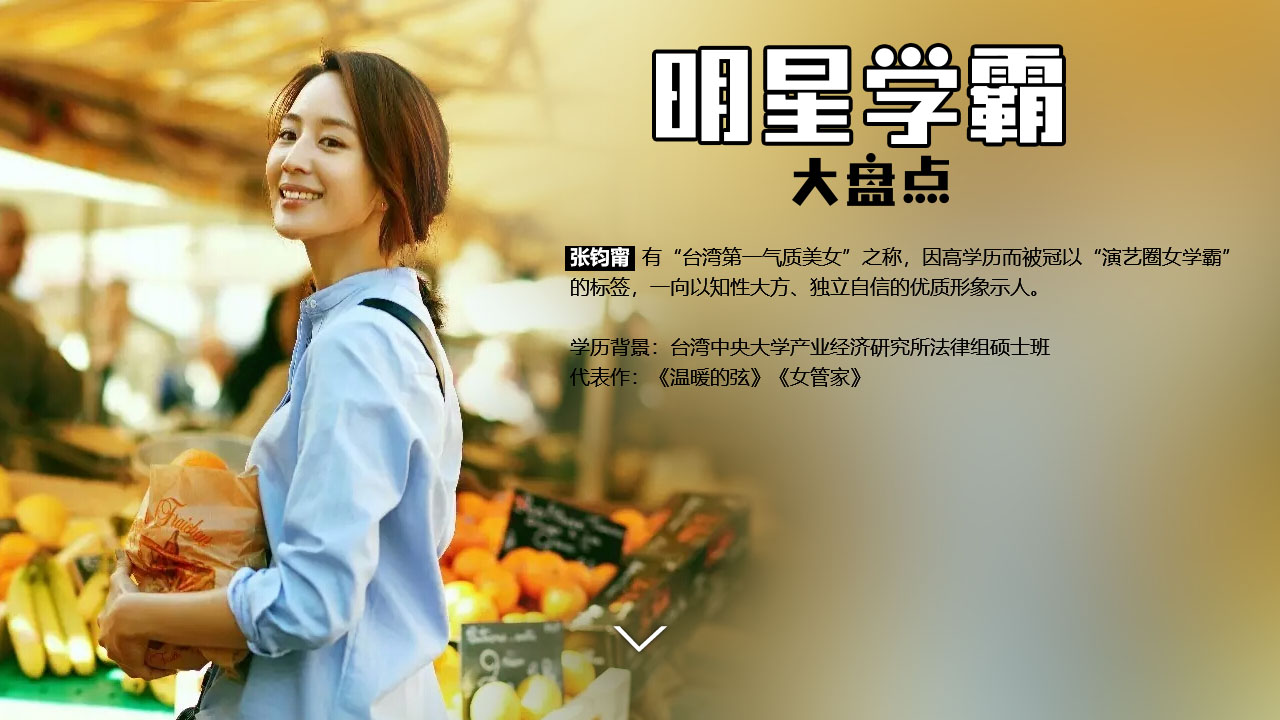 明星学霸
大盘点
张钧甯 有“台湾第一气质美女”之称，因高学历而被冠以“演艺圈女学霸”
的标签，一向以知性大方、独立自信的优质形象示人。
学历背景：台湾中央大学产业经济研究所法律组硕士班
代表作：《温暖的弦》《女管家》